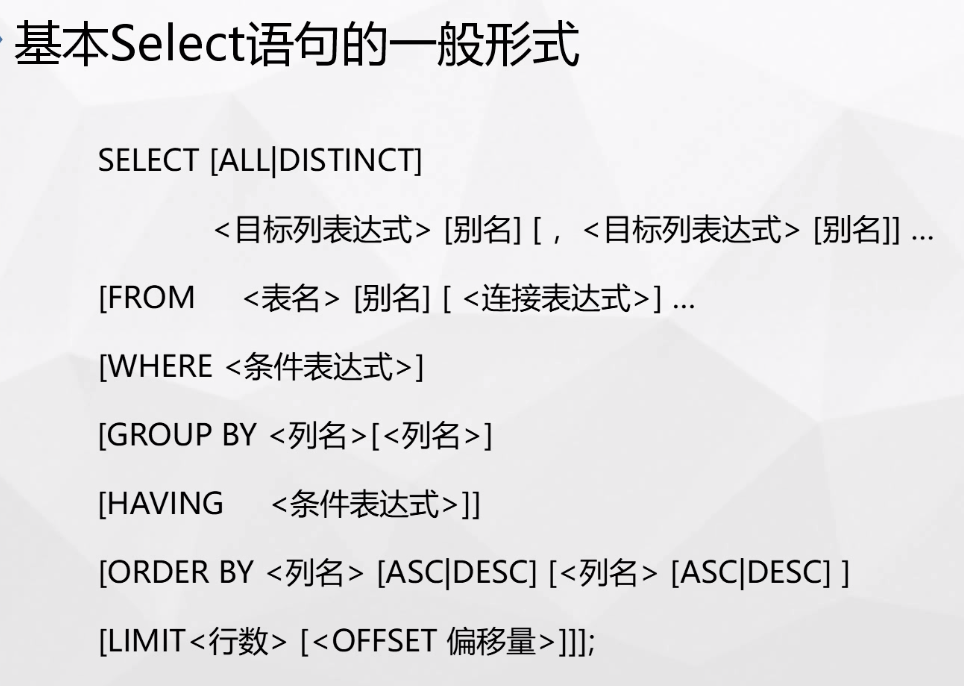 基本Select语句的一般形式
SELECT [ALL|DISTINCT]
<目标列表达式> [别名] [ ，<目标列表达式> [别名]] …
[FROM <表名> [别名] [ <连接表达式>] …
[WHERE <条件表达式>]
[GROUP BY <列名>[<列名>]
[HAVING <条件表达式>]]
[ORDER BY <列名> [ASC|DESC] [<列名> [ASC|DESC] ]
[LIMIT<行数> [<OFFSET 偏移量>]]];